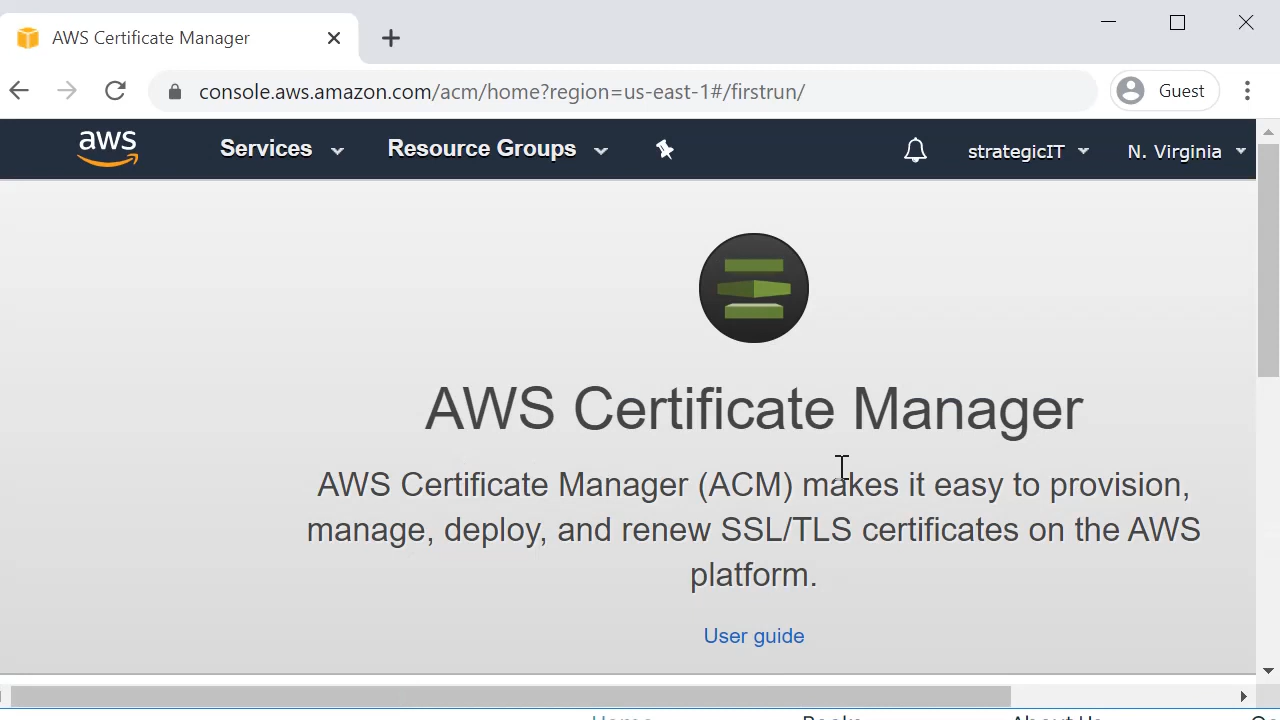 AWS Certificate Manager
console.aws.amazon.com/acm/home?region=us-east-1#/firstrun/
Guest
aws
Services
Resource Groups
strategicIT
N. Virginia
AWS Certificate Manager
AWS Certificate Manager (ACM) makes it easy to provision,
manage, deploy, and renew SSL/TLS certificates on the AWS
platform.
User guide